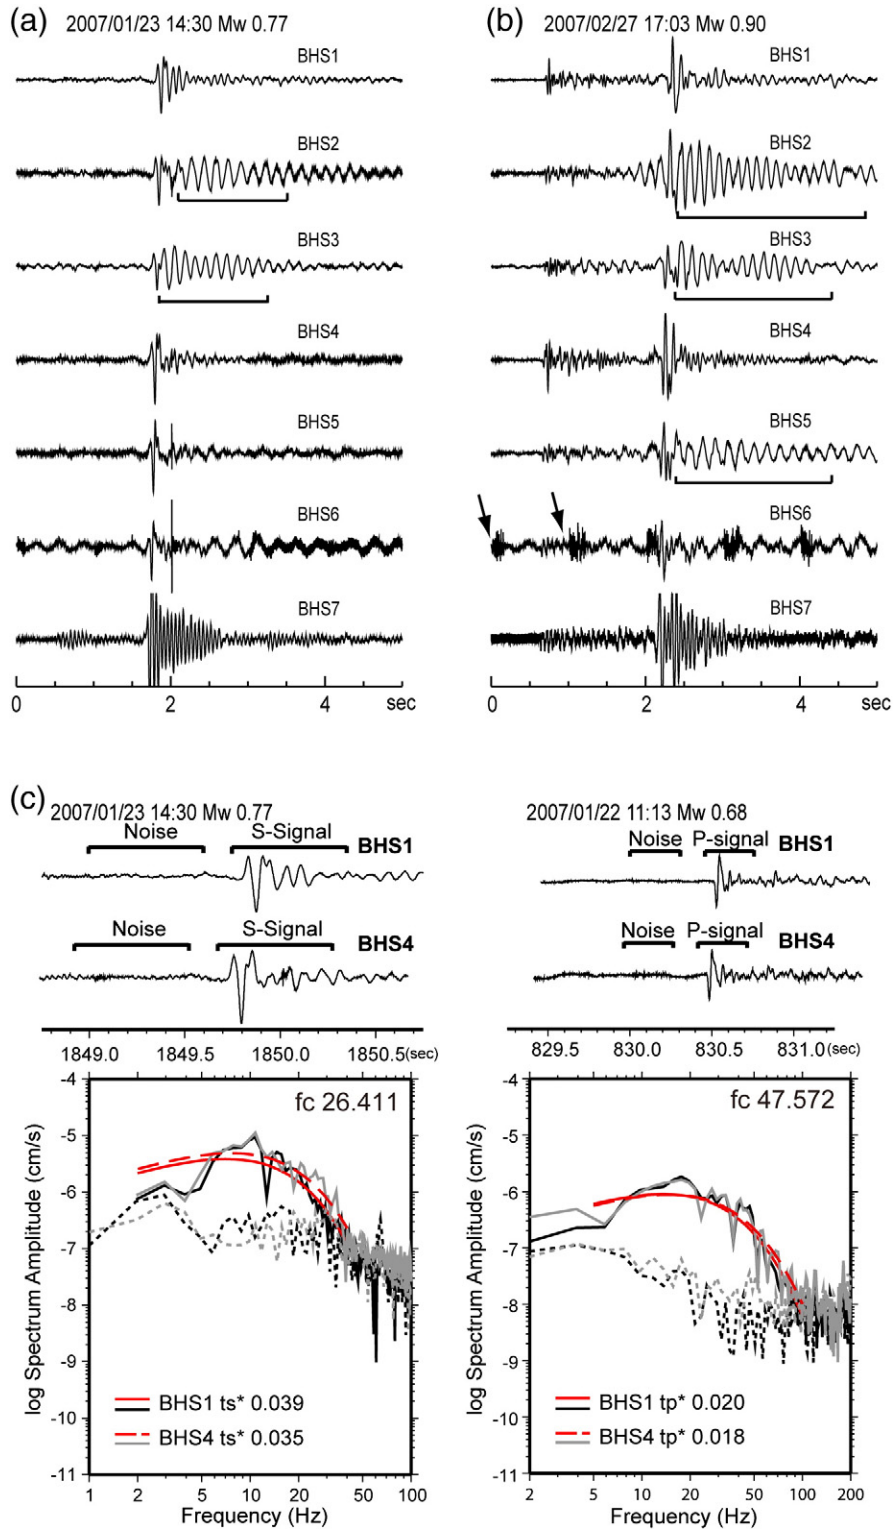 (a) 2007/01/23 14:30 Mw 0.77
BHS1
BHS2
BHS3
BHS4
BHS5
BHS6
BHS7
0 2 4 sec
(b) 2007/02/27 17:03 Mw 0.90
BHS1
BHS2
BHS3
BHS4
BHS5
BHS6
BHS7
0 2 4 sec
(c) 2007/01/23 14:30 Mw 0.77
Noise S-Signal BHS1
Noise S-Signal BHS4
1849.0 1849.5 1850.0 1850.5 (sec)
fc 26.411
log Spectrum Amplitude (cm/s)
-4
-5
-6
-7
-8
-9
-10
-11
BHS1 ts* 0.039
BHS4 ts* 0.035
1 2 5 10 20 50 100
Frequency (Hz)
2007/01/22 11:13 Mw 0.68
Noise P-signal BHS1
Noise P-signal BHS4
829.5 830.0 830.5 831.0 (sec)
fc 47.572
log Spectrum Amplitude (cm/s)
-4
-5
-6
-7
-8
-9
-10
-11
BHS1 tp* 0.020
BHS4 tp* 0.018
2 5 10 20 50 100 200
Frequency (Hz)